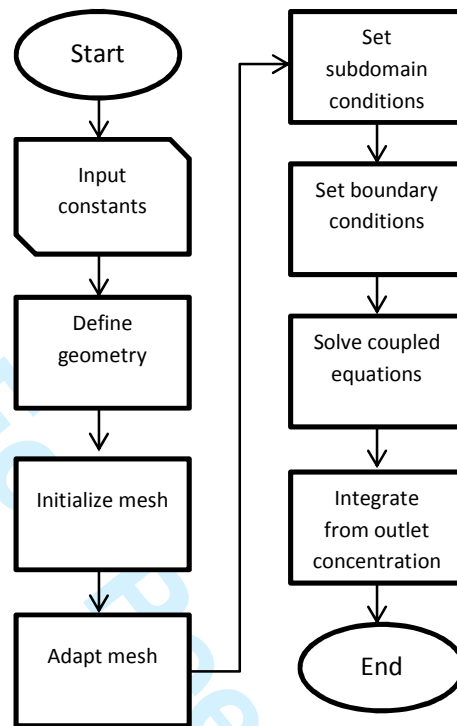 Start
Input
constants
Define
geometry
Initialize mesh
Adapt mesh
Set
subdomain
conditions
Set boundary
conditions
Solve coupled
equations
Integrate
from outlet
concentration
End